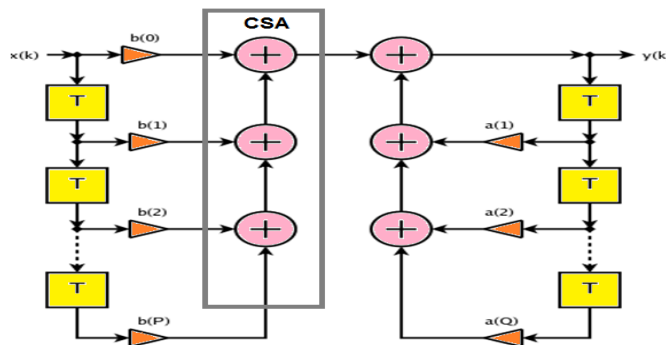 CSA
b(0)
x(k)
y(k
T
T
b(1)
a(1)
T
T
b(2)
a(2)
T
T
b(P)
a(Q)